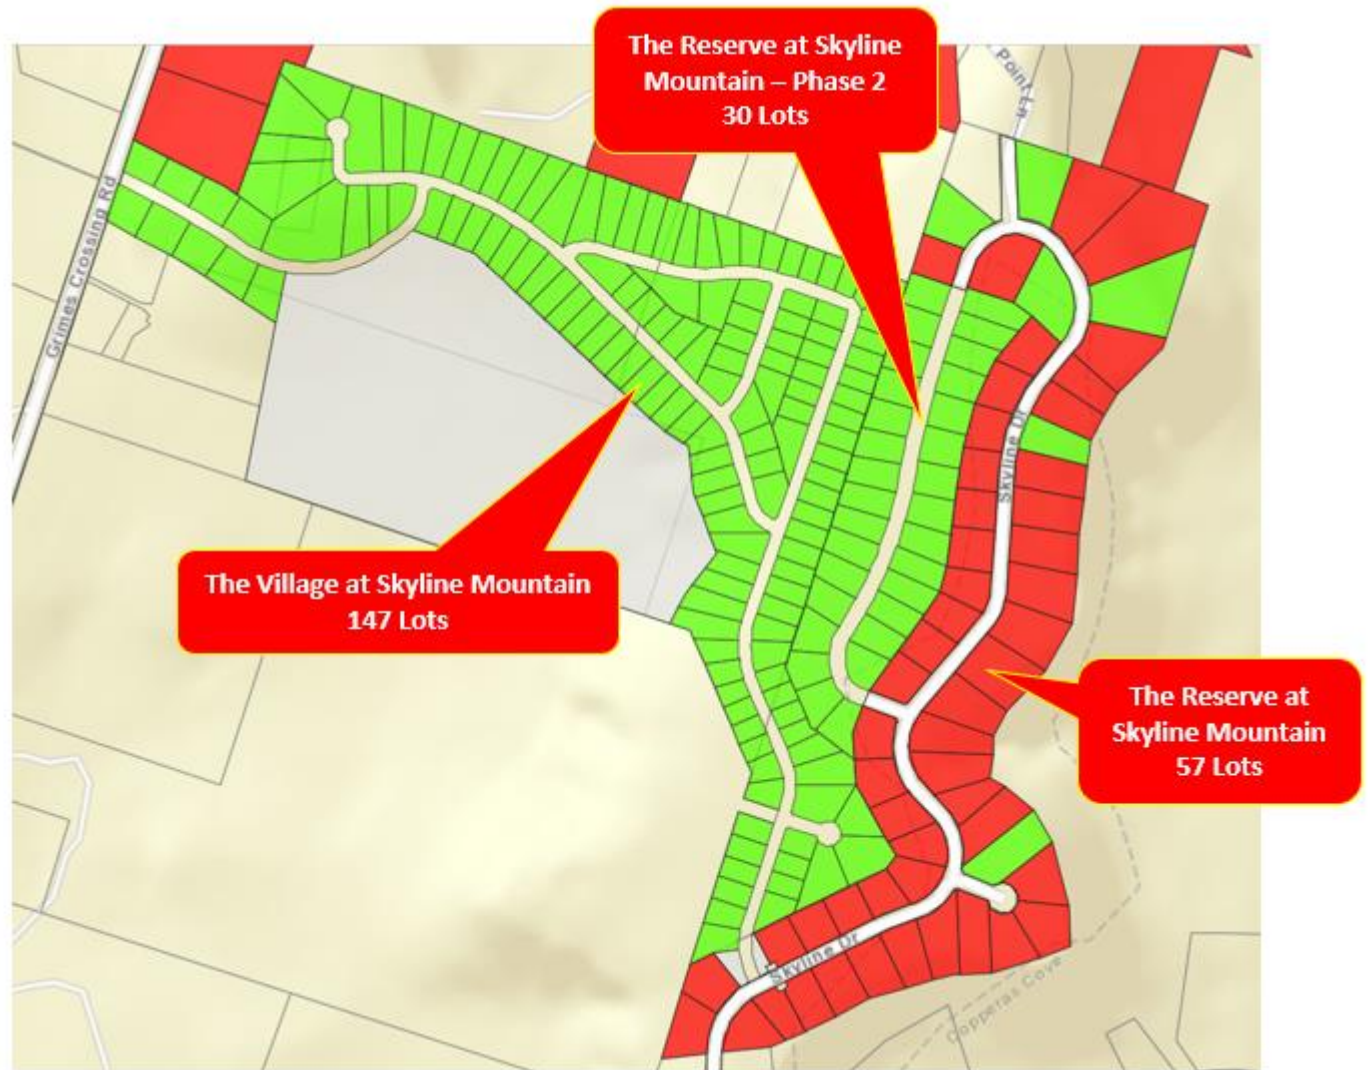 The Reserve at Skyline
Mountain – Phase 2
30 Lots
Point Ln
Grimes Crossing Rd
Skyline Dr
The Village at Skyline Mountain
147 Lots
The Reserve at
Skyline Mountain
57 Lots
Skyline Dr
Copperas Cove